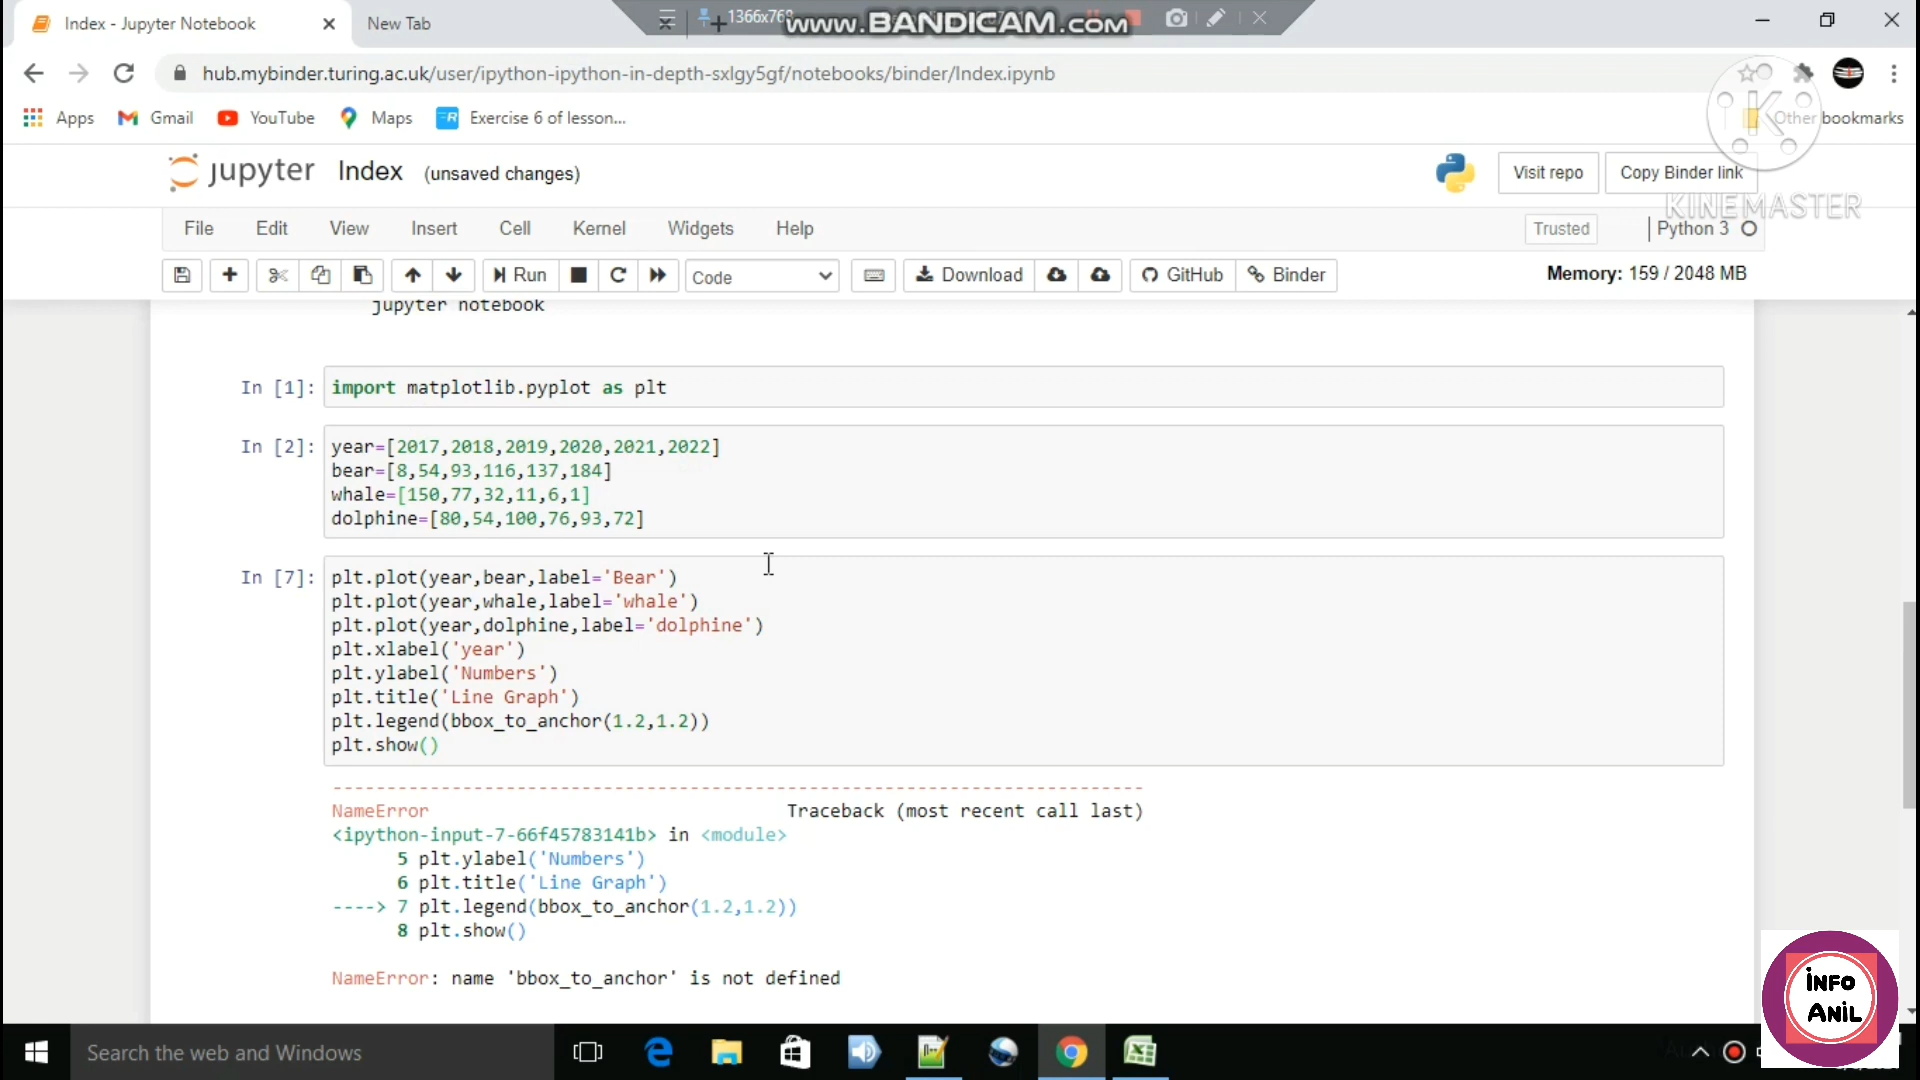 Index - Jupyter Notebook
New Tab
1366x768
www.BANDICAM.com
hub.mybinder.turing.ac.uk/user/ipython-ipython-in-depth-sxlgy5gf/notebooks/binder/Index.ipynb
Apps
Gmail
YouTube
Maps
Exercise 6 of lesson...
Other bookmarks
K
KINEMASTER
jupyter Index (unsaved changes)
Visit repo
Copy Binder link
File Edit View Insert Cell Kernel Widgets Help
Trusted
Python 3
Run
Code
Download
GitHub
Binder
Memory: 159 / 2048 MB
jupyter notebook
In [1]: import matplotlib.pyplot as plt
In [2]: year=[2017,2018,2019,2020,2021,2022]
bear=[8,54,93,116,137,184]
whale=[150,77,32,11,6,1]
dolphine=[80,54,100,76,93,72]
In [7]: plt.plot(year,bear,label='Bear')
plt.plot(year,whale,label='whale')
plt.plot(year,dolphine,label='dolphine')
plt.xlabel('year')
plt.ylabel('Numbers')
plt.title('Line Graph')
plt.legend(bbox_to_anchor(1.2,1.2))
plt.show()
---------------------------------------------------------------------------
NameError Traceback (most recent call last)
<ipython-input-7-66f45783141b> in <module>
5 plt.ylabel('Numbers')
6 plt.title('Line Graph')
----> 7 plt.legend(bbox_to_anchor(1.2,1.2))
8 plt.show()
NameError: name 'bbox_to_anchor' is not defined
İNFO
ANİL
Search the web and Windows